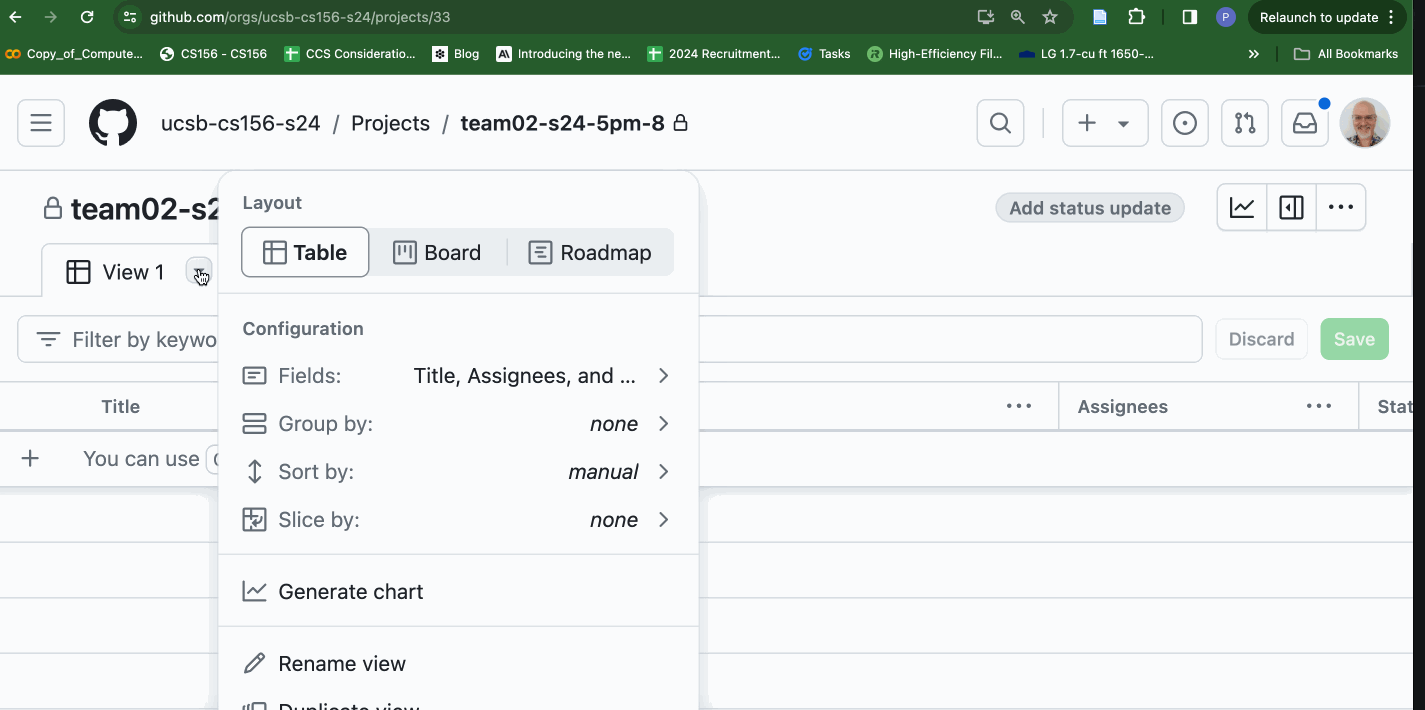 github.com/orgs/ucsb-cs156-s24/projects/33
P
Relaunch to update
Copy_of_Compute...
CS156 - CS156
CCS Consideratio...
Blog
Introducing the ne...
2024 Recruitment...
Tasks
High-Efficiency Fil...
LG 1.7-cu ft 1650-...
All Bookmarks
ucsb-cs156-s24 / Projects / team02-s24-5pm-8
team02-s2
Add status update
Layout
Table
Board
Roadmap
View 1
Filter by keywo
Discard
Save
Configuration
Fields: Title, Assignees, and ...
Group by: none
Sort by: manual
Slice by: none
Title
Assignees
Stat
You can use
Generate chart
Rename view
Duplicate view